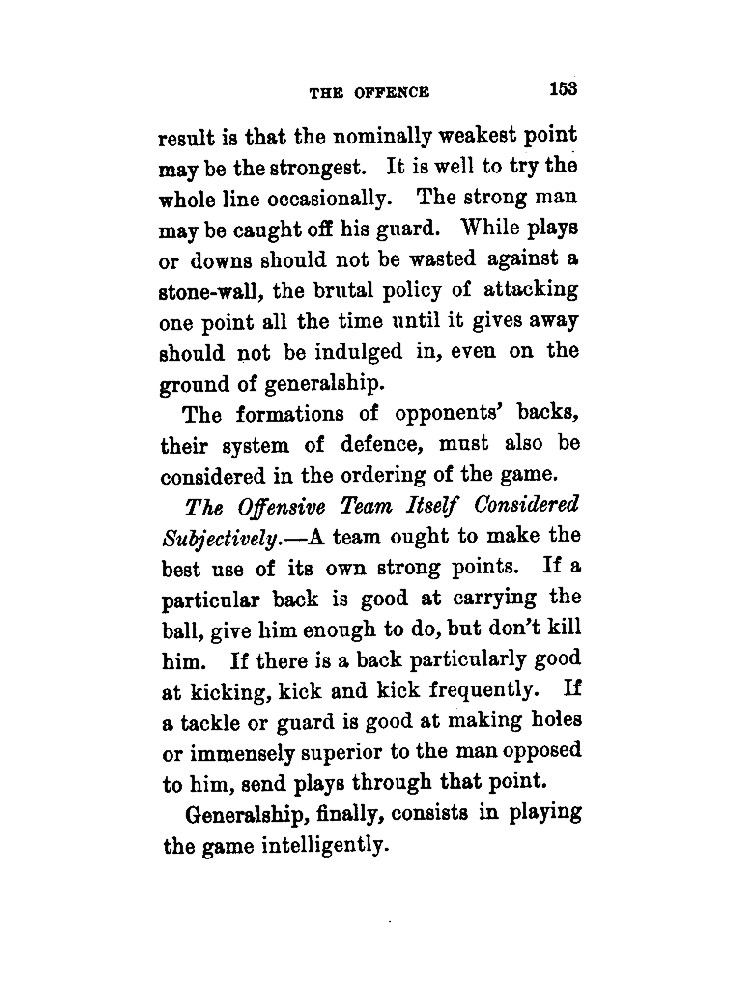 THE OFFENCE 153
result is that the nominally weakest point
may be the strongest. It is well to try the
whole line occasionally. The strong man
may be caught off his guard. While plays
or downs should not be wasted against a
stone-wall, the brutal policy of attacking
one point all the time until it gives away
should not be indulged in, even on the
ground of generalship.
The formations of opponents' backs,
their system of defence, must also be
considered in the ordering of the game.
The Offensive Team Itself Considered
Subjectively.—A team ought to make the
best use of its own strong points. If a
particular back is good at carrying the
ball, give him enough to do, but don't kill
him. If there is a back particularly good
at kicking, kick and kick frequently. If
a tackle or guard is good at making holes
or immensely superior to the man opposed
to him, send plays through that point.
Generalship, finally, consists in playing
the game intelligently.